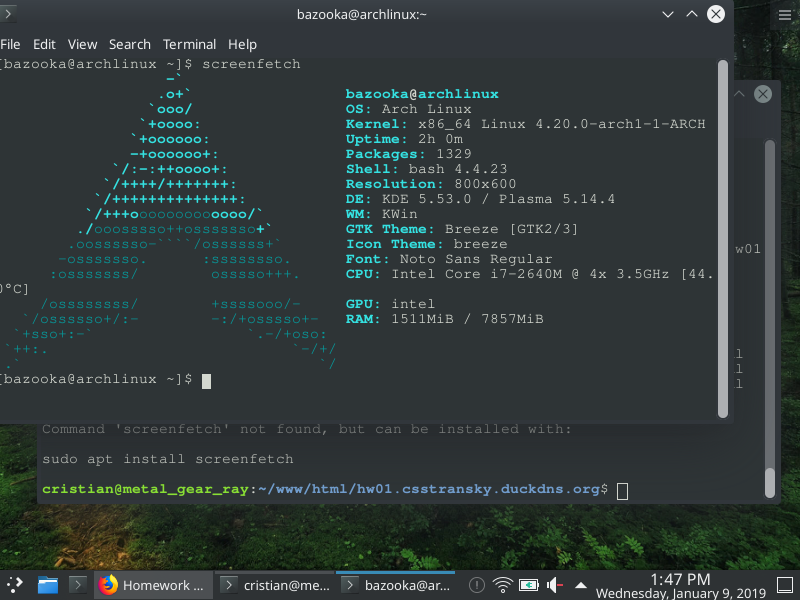 bazooka@archlinux:~
File Edit View Search Terminal Help
[bazooka@archlinux ~]$ screenfetch
bazooka@archlinux
OS: Arch Linux
Kernel: x86_64 Linux 4.20.0-arch1-1-ARCH
Uptime: 2h 0m
Packages: 1329
Shell: bash 4.4.23
Resolution: 800x600
DE: KDE 5.53.0 / Plasma 5.14.4
WM: KWin
GTK Theme: Breeze [GTK2/3]
Icon Theme: breeze
Font: Noto Sans Regular
CPU: Intel Core i7-2640M @ 4x 3.5GHz [44.
0°C]
GPU: intel
RAM: 1511MiB / 7857MiB
[bazooka@archlinux ~]$
w01
l
l
l
Command 'screenfetch' not found, but can be installed with:
sudo apt install screenfetch
cristian@metal_gear_ray:~/www/html/hw01.csstransky.duckdns.org$
Homework ...
cristian@me...
bazooka@ar...
1:47 PM
Wednesday, January 9, 2019